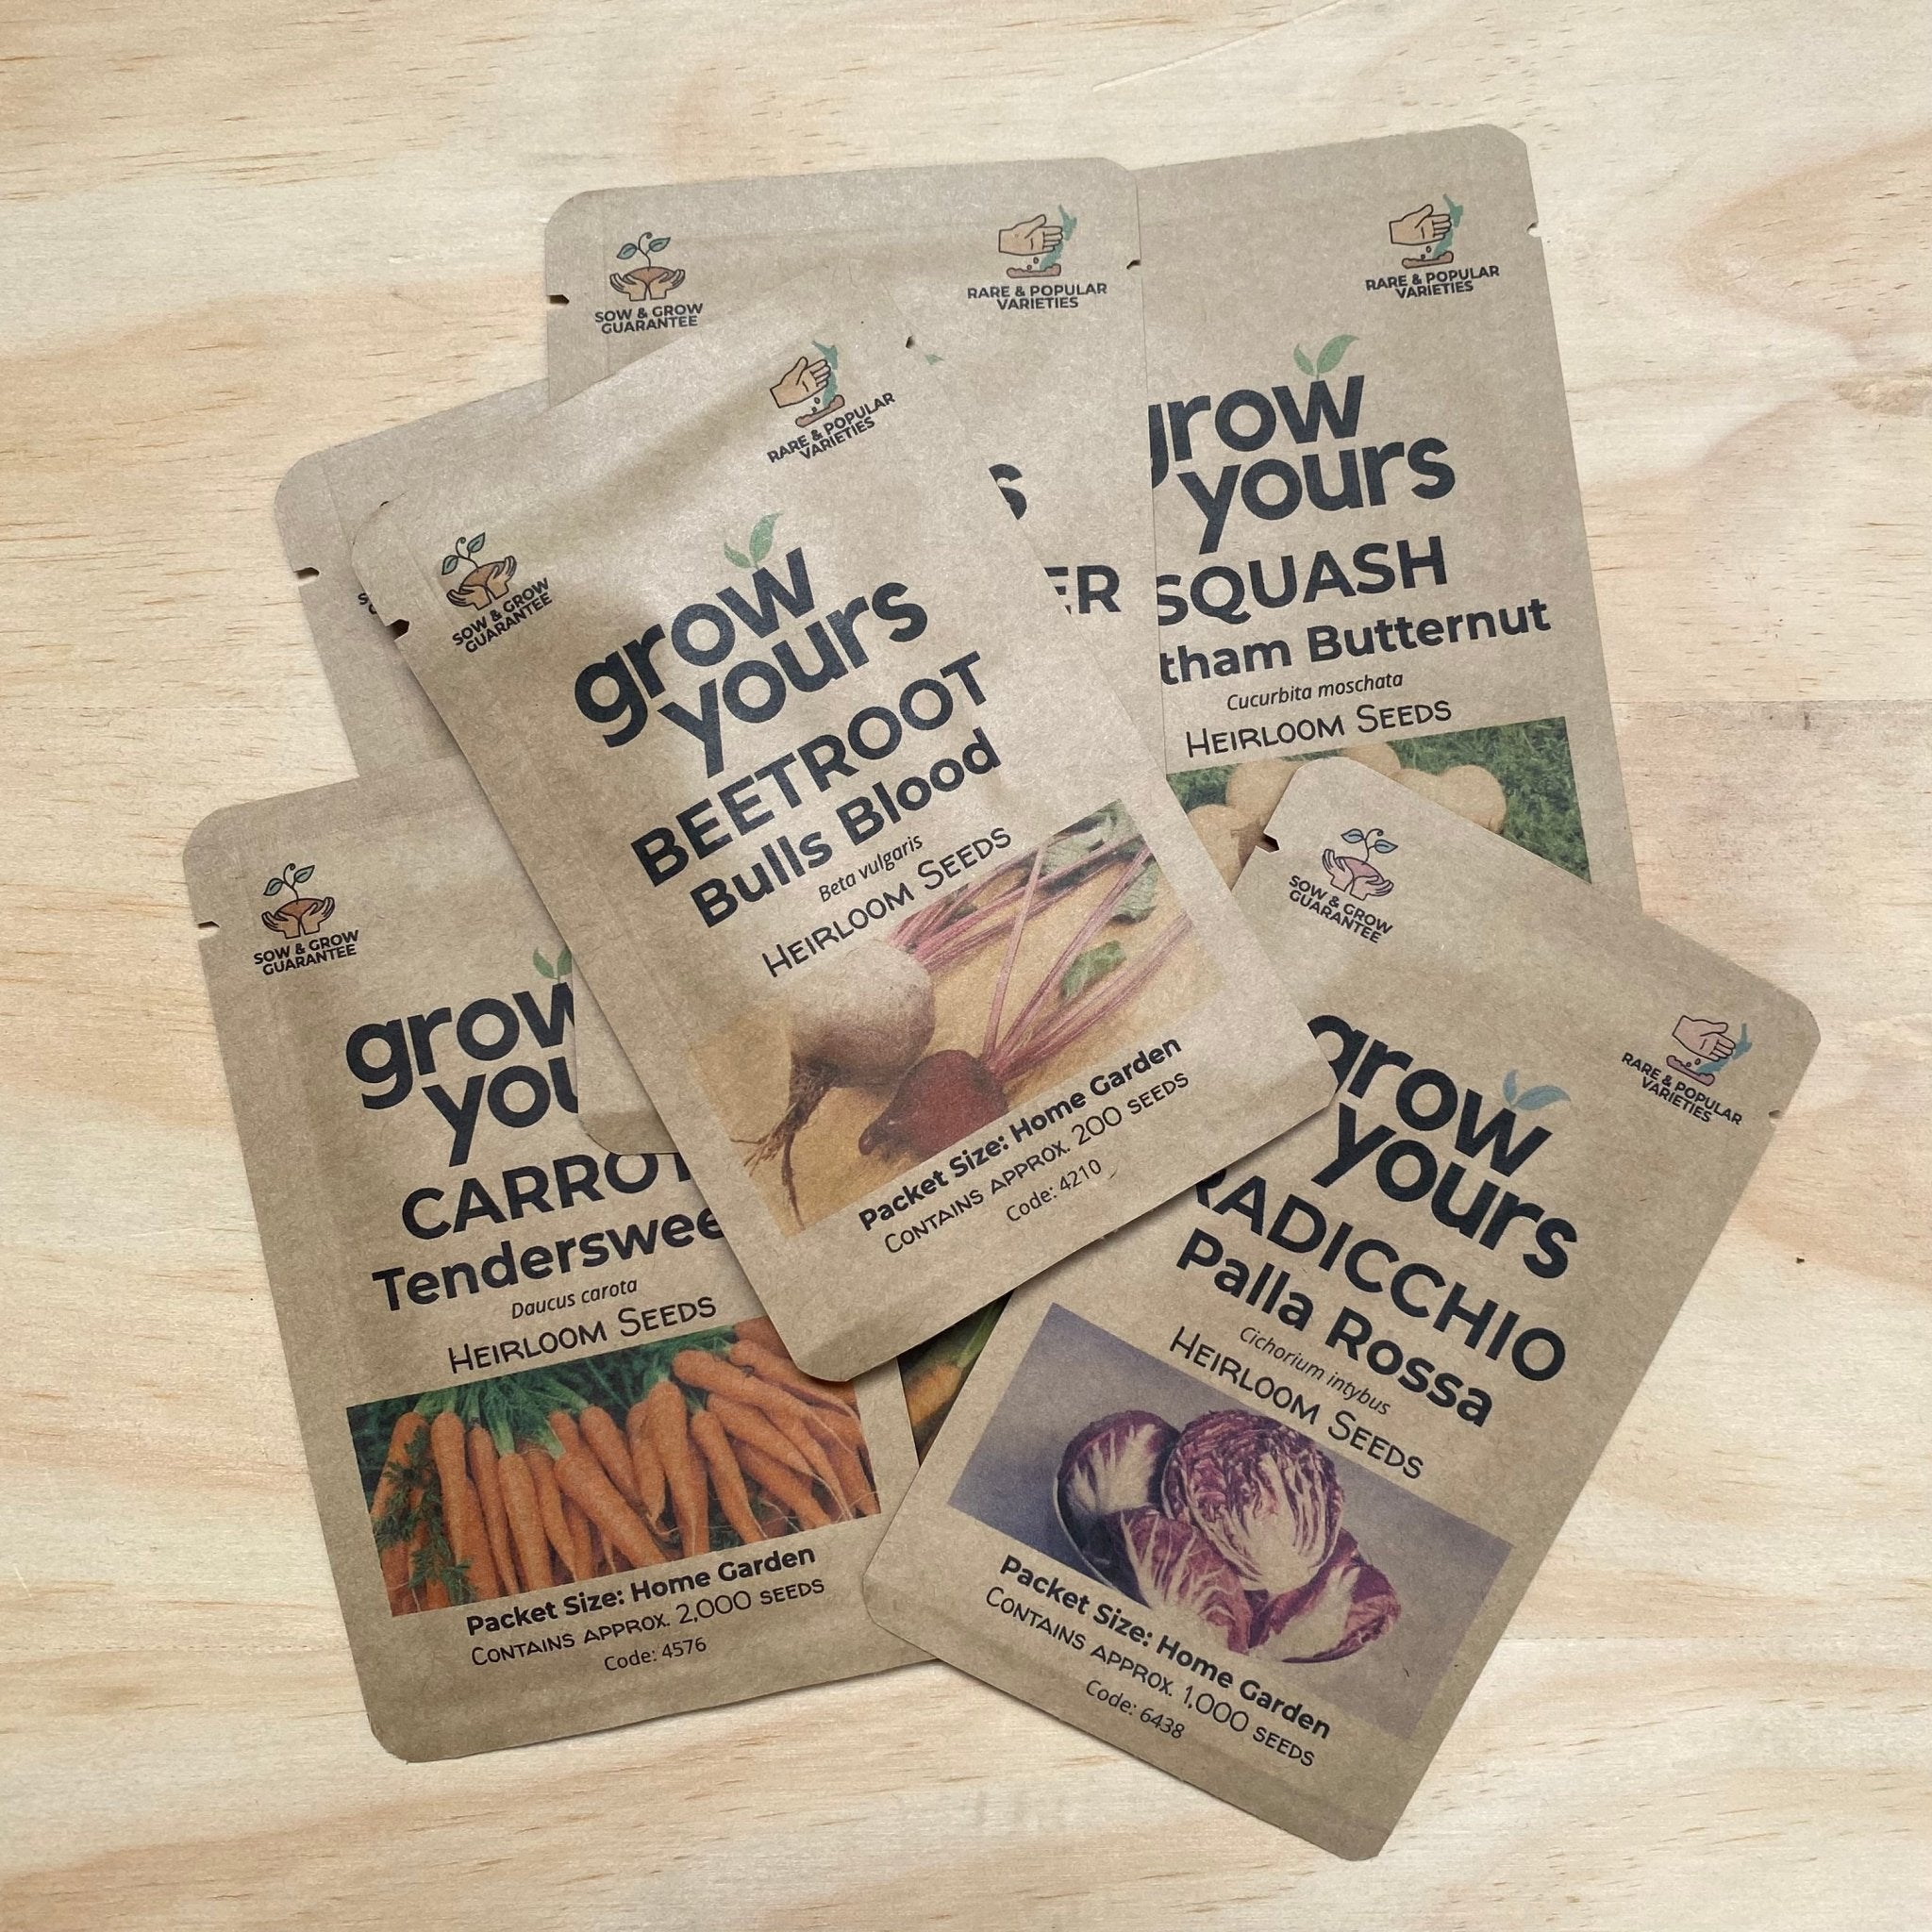 SOW & GROW
GUARANTEE
RARE & POPULAR
VARIETIES
S
ER
RARE & POPULAR
VARIETIES
grow
yours
SQUASH
tham Butternut
Cucurbita moschata
HEIRLOOM SEEDS
RARE & POPULAR
VARIETIES
SOW & GROW
GUARANTEE
grow
yours
BEETROOT
Bulls Blood
Beta vulgaris
HEIRLOOM SEEDS
Packet Size: Home Garden
CONTAINS APPROX. 200 SEEDS
Code: 4210
SOW & GROW
GUARANTEE
grow
you
CARROT
Terderswee
Daucus carota
HEIRLOOM SEEDS
Packet Size: Home Garden
CONTAINS APPROX. 2,000 SEEDS
Code: 4576
SOW & GROW
GUARANTEE
RARE & POPULAR
VARIETIES
grow
yours
RADICCHIO
Palla Rossa
Cichorium intybus
HEIRLOOM SEEDS
Packet Size: Home Garden
CONTAINS APPROX. 1,000 SEEDS
Code: 6438